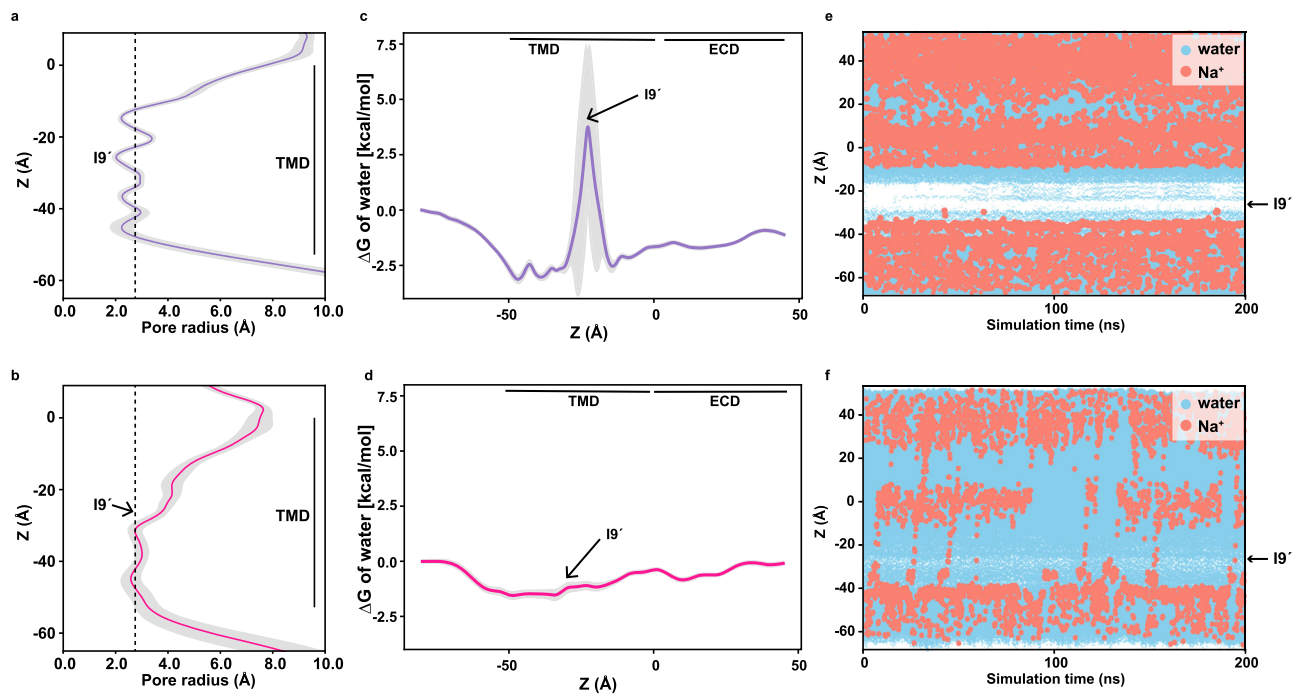 a
0
-20
-40
-60
Z (Å)
I9´
TMD
0.0 2.0 4.0 6.0 8.0 10.0
Pore radius (Å)
c
7.5
5.0
2.5
0.0
-2.5
ΔG of water [kcal/mol]
TMD ECD
I9´
-50 0 50
Z (Å)
e
40
20
0
-20
-40
-60
Z (Å)
water
Na⁺
I9´
0 100 200
Simulation time (ns)
b
0
-20
-40
-60
Z (Å)
I9´
TMD
0.0 2.0 4.0 6.0 8.0 10.0
Pore radius (Å)
d
7.5
5.0
2.5
0.0
-2.5
ΔG of water [kcal/mol]
TMD ECD
I9´
-50 0 50
Z (Å)
f
40
20
0
-20
-40
-60
Z (Å)
water
Na⁺
I9´
0 100 200
Simulation time (ns)